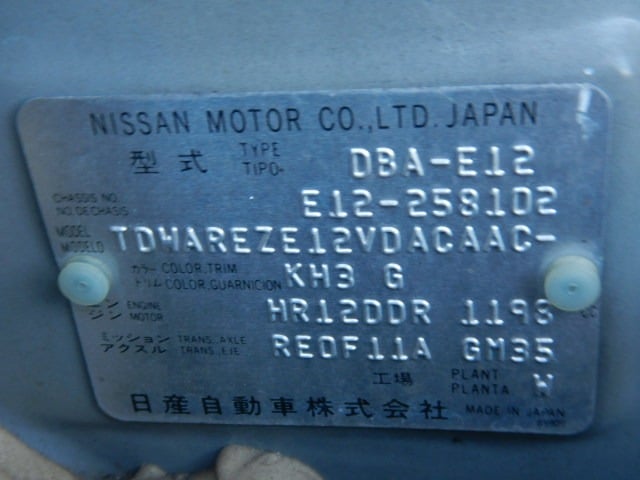 NISSAN MOTOR CO.,LTD. JAPAN
型式 TYPE TIPO- DBA-E12
CHASSIS NO. NO.DE CHASIS E12-258102
MODEL MODELO TDWAREZE12VDACAAC-
カラー COLOR,TRIM
トリム COLOR,GUARNICION KH3 G
ン ENGINE
ジン MOTOR HR12DDR 1198 cc
ミッション TRANS.,AXLE
アクスル TRANS.,EJE RE0F11A GM35
工場 PLANT PLANTA W
日産自動車株式会社 MADE IN JAPAN